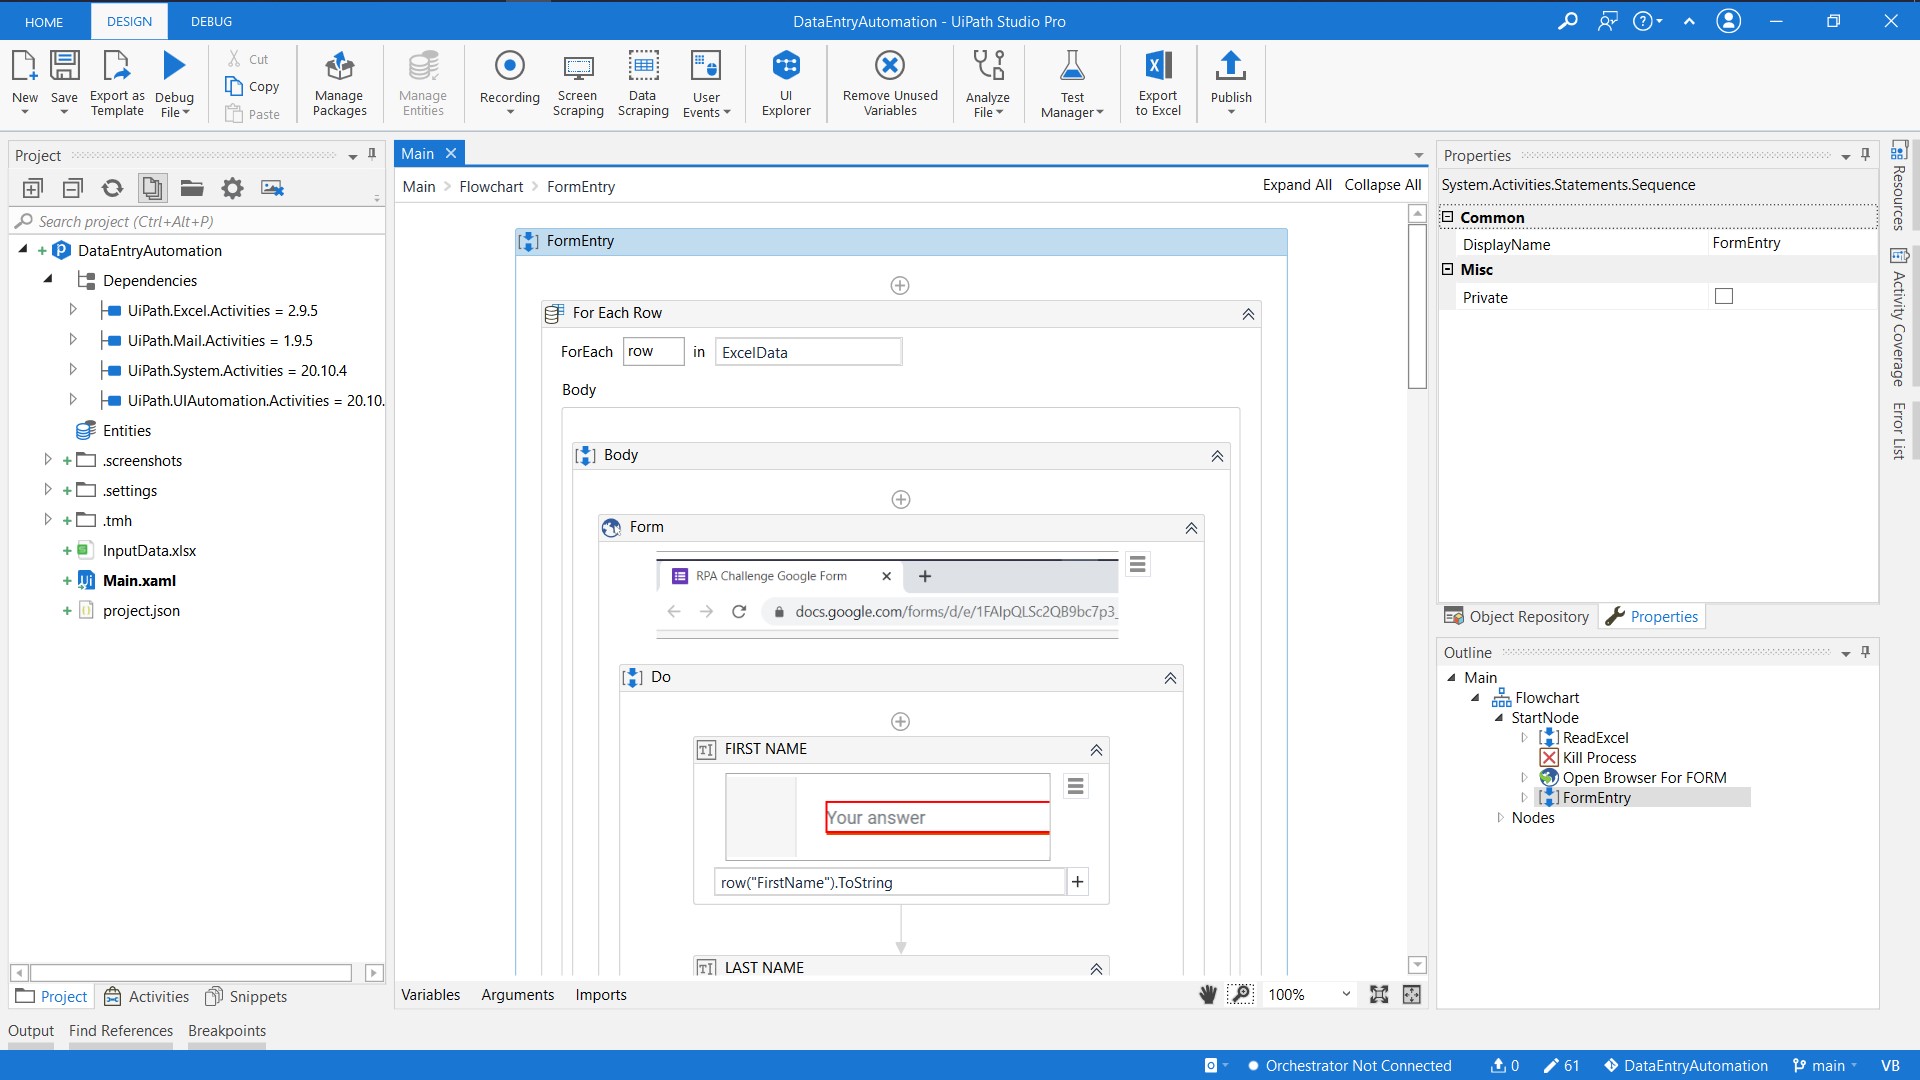 HOME
DESIGN
DEBUG
DataEntryAutomation - UiPath Studio Pro
New
Save
Export as Template
Debug File
Cut
Copy
Paste
Manage Packages
Manage Entities
Recording
Screen Scraping
Data Scraping
User Events
UI Explorer
Remove Unused Variables
Analyze File
Test Manager
Export to Excel
Publish
Project
Search project (Ctrl+Alt+P)
DataEntryAutomation
Dependencies
UiPath.Excel.Activities = 2.9.5
UiPath.Mail.Activities = 1.9.5
UiPath.System.Activities = 20.10.4
UiPath.UIAutomation.Activities = 20.10.
Entities
.screenshots
.settings
.tmh
InputData.xlsx
Main.xaml
project.json
Project
Activities
Snippets
Main
Main > Flowchart > FormEntry
Expand All
Collapse All
FormEntry
For Each Row
ForEach row in ExcelData
Body
Body
Form
RPA Challenge Google Form
docs.google.com/forms/d/e/1FAIpQLSc2QB9bc7p3_
Do
FIRST NAME
Your answer
row("FirstName").ToString
LAST NAME
Variables
Arguments
Imports
100%
Properties
System.Activities.Statements.Sequence
Common
DisplayName
FormEntry
Misc
Private
Object Repository
Properties
Outline
Main
Flowchart
StartNode
ReadExcel
Kill Process
Open Browser For FORM
FormEntry
Nodes
Resources
Activity Coverage
Error List
Output
Find References
Breakpoints
Orchestrator Not Connected
0
61
DataEntryAutomation
main
VB